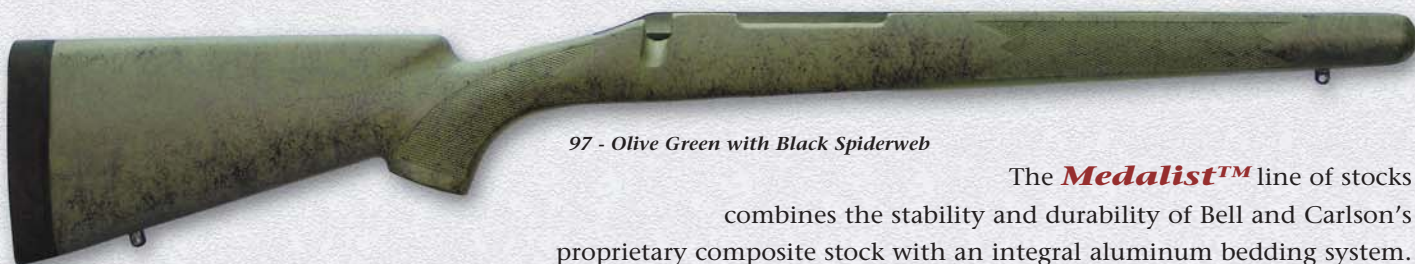 97 - Olive Green with Black Spiderweb
The Medalist™ line of stocks
combines the stability and durability of Bell and Carlson’s
proprietary composite stock with an integral aluminum bedding system.